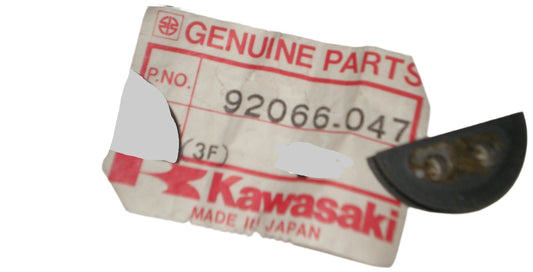 GENUINE PARTS
P.NO.
92066-047
(3F)
Kawasaki
MADE IN JAPAN